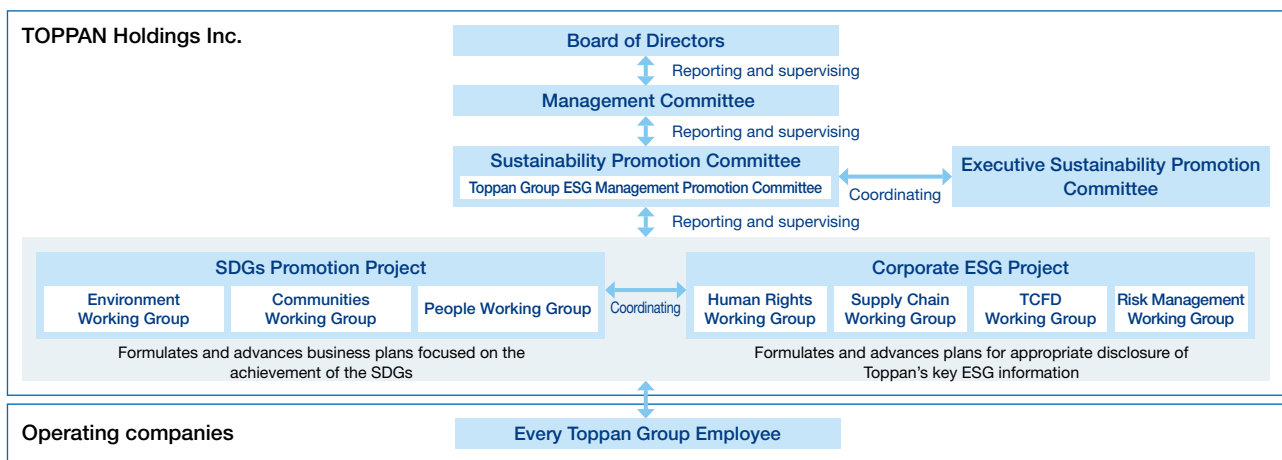 TOPPAN Holdings Inc.
Board of Directors
Reporting and supervising
Management Committee
Reporting and supervising
Sustainability Promotion Committee
Toppan Group ESG Management Promotion Committee
Coordinating
Executive Sustainability Promotion
Committee
Reporting and supervising
SDGs Promotion Project
Environment
Working Group
Communities
Working Group
People Working Group
Formulates and advances business plans focused on the
achievement of the SDGs
Coordinating
Corporate ESG Project
Human Rights
Working Group
Supply Chain
Working Group
TCFD
Working Group
Risk Management
Working Group
Formulates and advances plans for appropriate disclosure of
Toppan's key ESG information
Operating companies
Every Toppan Group Employee